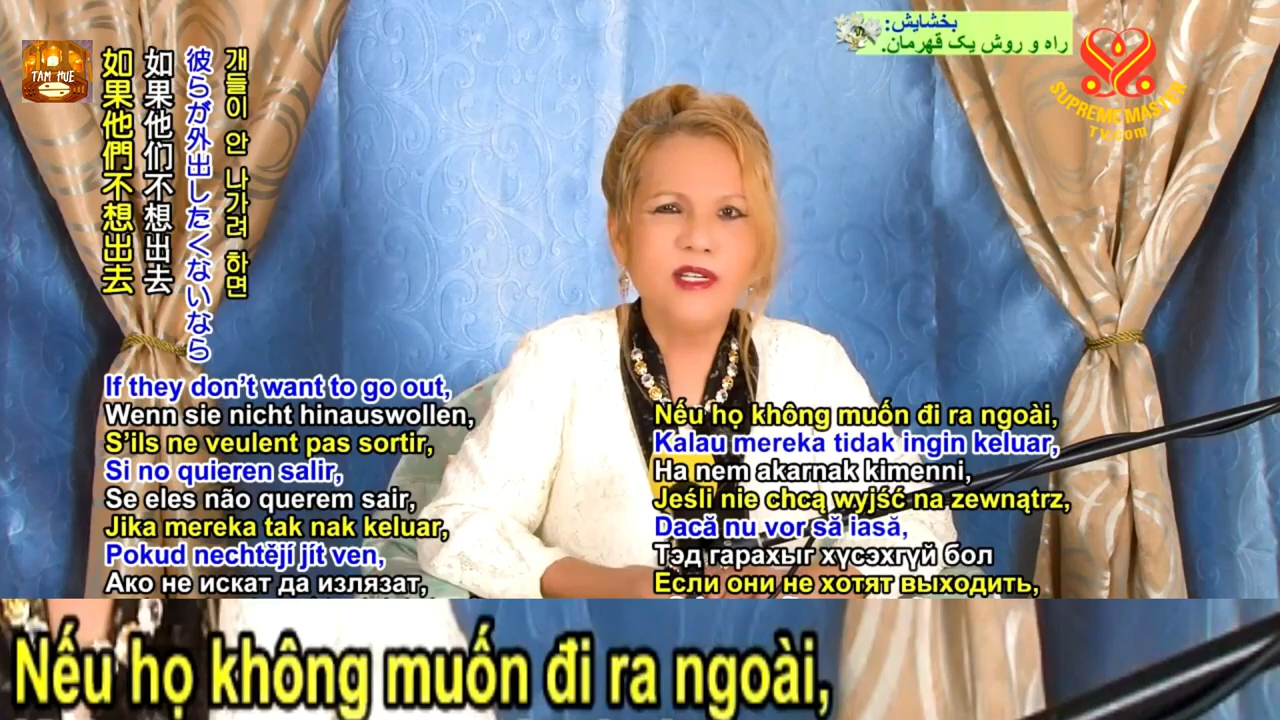 TAM HUE
بخشایش:
راه و روش یک قهرمان.
SUPREME MASTER
TV.com
개들이 안 나가려 하면
彼らが外出したくないなら
如果他们不想出去
如果他們不想出去
If they don't want to go out,
Wenn sie nicht hinauswollen,
S'ils ne veulent pas sortir,
Si no quieren salir,
Se eles não querem sair,
Jika mereka tak nak keluar,
Pokud nechtějí jít ven,
Ако не искат да излязат,
Nếu họ không muốn đi ra ngoài,
Kalau mereka tidak ingin keluar,
Ha nem akarnak kimenni,
Jeśli nie chcą wyjść na zewnątrz,
Dacă nu vor să iasă,
Тэд гарахыг хүсэхгүй бол
Если они не хотят выходить,
Nếu họ không muốn đi ra ngoài,